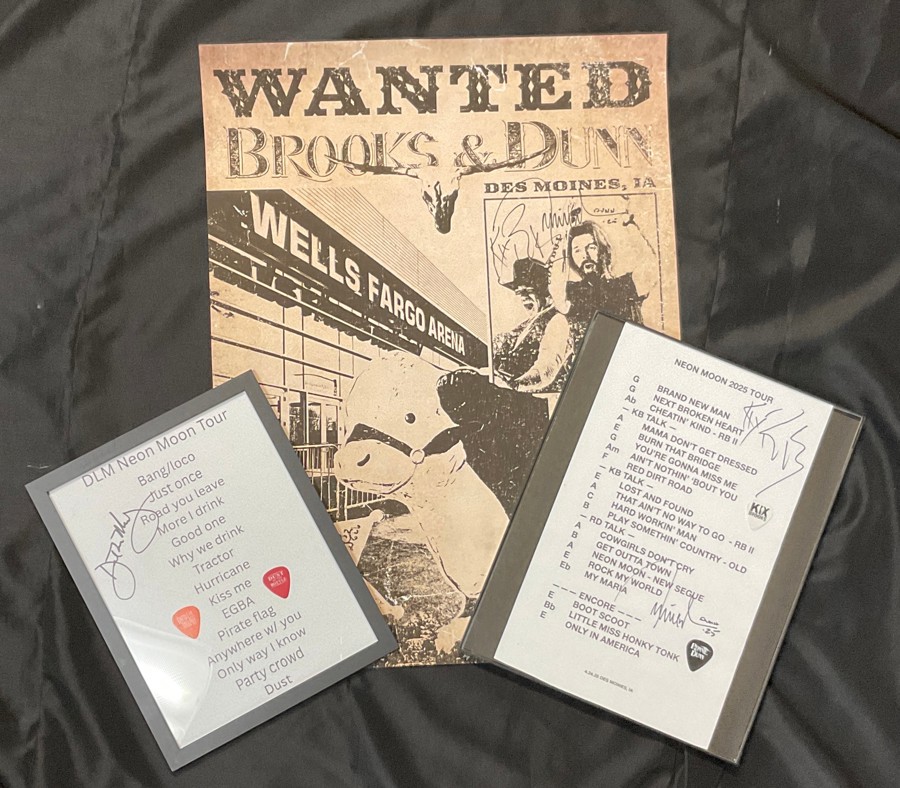 WANTED
BROOKS & DUNN
DES MOINES, IA
WELLS FARGO ARENA
DLM Neon Moon Tour
Bang/loco
Just once
Road you leave
More I drink
Good one
Why we drink
Tractor
Hurricane
Kiss me
EGBA
Pirate flag
Anywhere w/ you
Only way I know
Party crowd
Dust
NEON MOON 2025 TOUR
G BRAND NEW MAN
G NEXT BROKEN HEART
Ab CHEATIN' KIND - RB II
– KB TALK –
A MAMA DON'T GET DRESSED
E BURN THAT BRIDGE
G YOU'RE GONNA MISS ME
Am AIN'T NOTHIN' 'BOUT YOU
F RED DIRT ROAD
– KB TALK –
E LOST AND FOUND
A THAT AIN'T NO WAY TO GO - RB II
C HARD WORKIN' MAN
B PLAY SOMETHIN' COUNTRY - OLD
– RD TALK –
A COWGIRLS DON'T CRY
B GET OUTTA TOWN
A NEON MOON - NEW SEGUE
E ROCK MY WORLD
Eb MY MARIA
– – – ENCORE – – –
E BOOT SCOOT
Bb LITTLE MISS HONKY TONK
E ONLY IN AMERICA
KIX
DES MOINES, IA